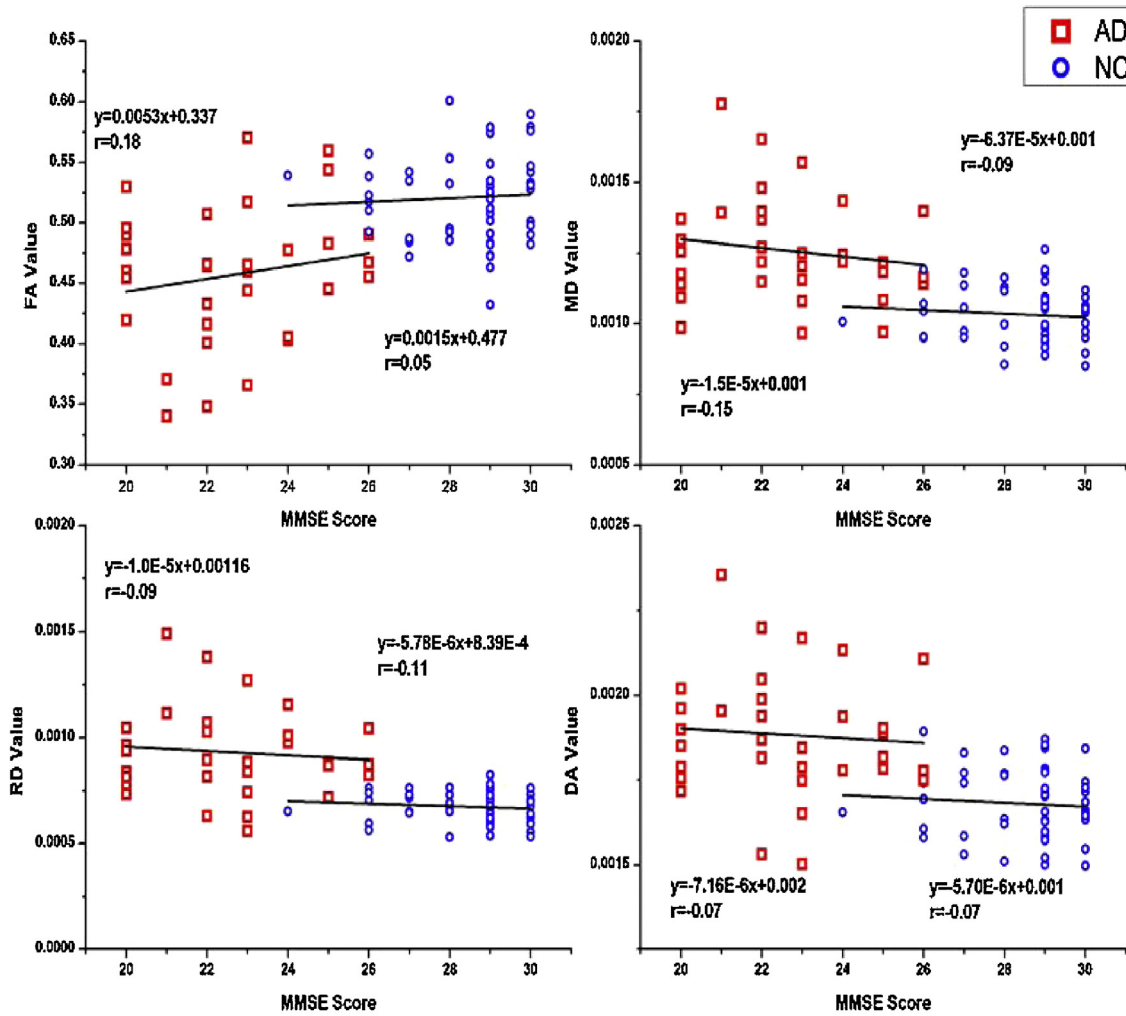 AD
NC
FA Value
0.65
0.60
0.55
0.50
0.45
0.40
0.35
0.30
y=0.0053x+0.337
r=0.18
y=0.0015x+0.477
r=0.05
20 22 24 26 28 30
MMSE Score
MD Value
0.0020
0.0015
0.0010
0.0005
y=-6.37E-5x+0.001
r=-0.09
y=-1.5E-5x+0.001
r=-0.15
20 22 24 26 28 30
MMSE Score
RD Value
0.0020
0.0015
0.0010
0.0005
0.0000
y=-1.0E-5x+0.00116
r=-0.09
y=-5.78E-6x+8.39E-4
r=-0.11
20 22 24 26 28 30
MMSE Score
DA Value
0.0025
0.0020
0.0015
y=-7.16E-6x+0.002
r=-0.07
y=-5.70E-6x+0.001
r=-0.07
20 22 24 26 28 30
MMSE Score